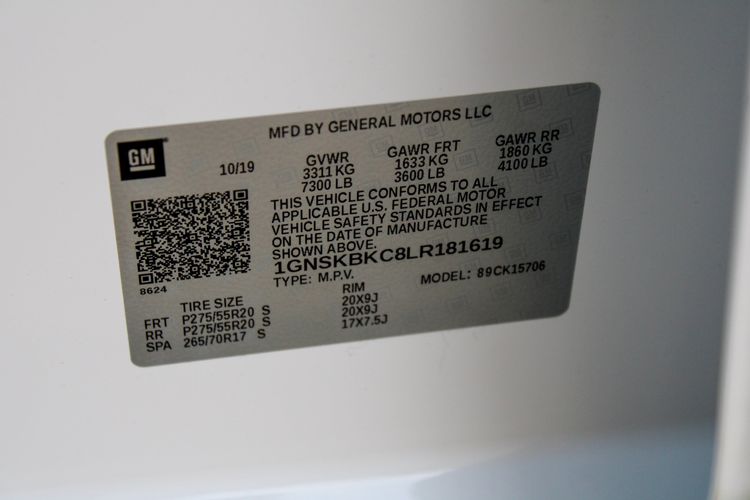 MFD BY GENERAL MOTORS LLC
GM
10/19
GVWR GAWR FRT GAWR RR
3311 KG 1633 KG 1860 KG
7300 LB 3600 LB 4100 LB
THIS VEHICLE CONFORMS TO ALL
APPLICABLE U.S. FEDERAL MOTOR
VEHICLE SAFETY STANDARDS IN EFFECT
ON THE DATE OF MANUFACTURE
SHOWN ABOVE.
1GNSKBKC8LR181619
TYPE: M.P.V. MODEL: 89CK15706
8624
TIRE SIZE RIM
FRT P275/55R20 S 20X9J
RR P275/55R20 S 20X9J
SPA 265/70R17 S 17X7.5J